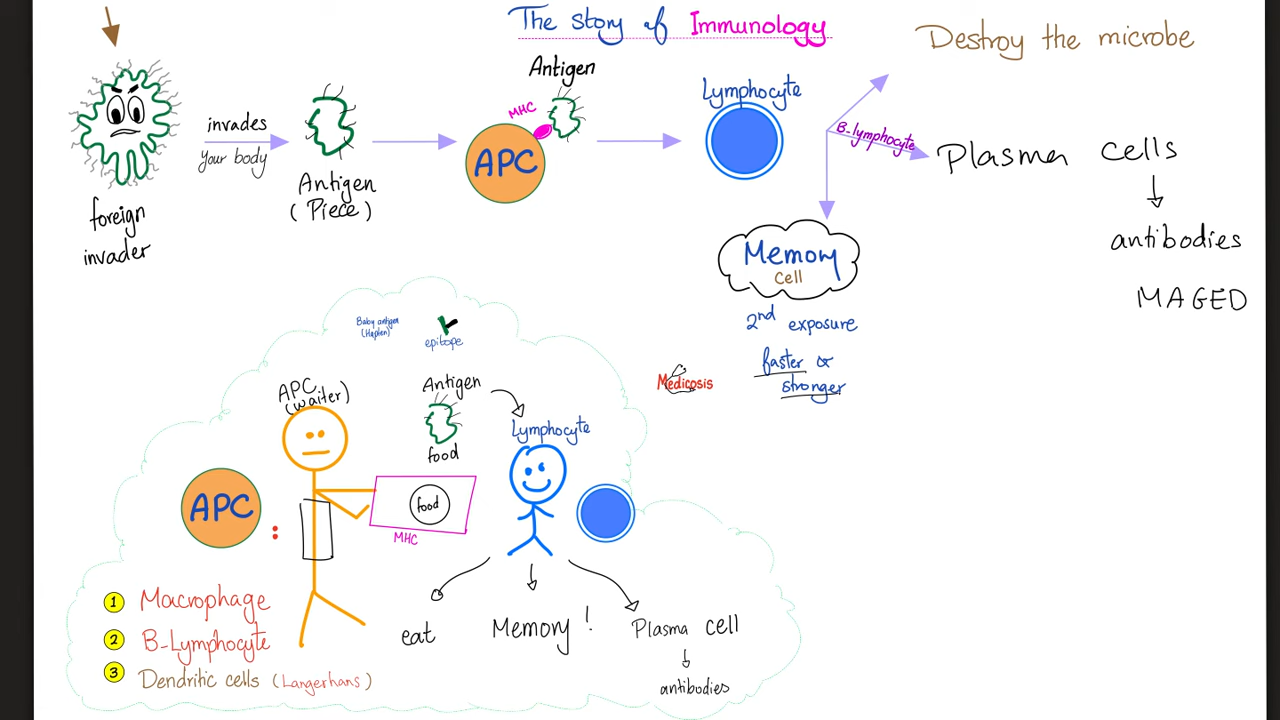 The story of Immunology
Destroy the microbe
Antigen
MHC
APC
Lymphocyte
invades
your body
Antigen
(Piece)
foreign
invader
B-lymphocyte
Plasma cells
antibodies
MAGED
Memory
Cell
2nd exposure
faster &
stronger
Medicosis
Baby antigen
(Hapten)
epitope
APC
(waiter)
Antigen
food
Lymphocyte
APC
:
food
MHC
eat
Memory!
Plasma cell
antibodies
1 Macrophage
2 B-Lymphocyte
3 Dendritic cells (Langerhans)